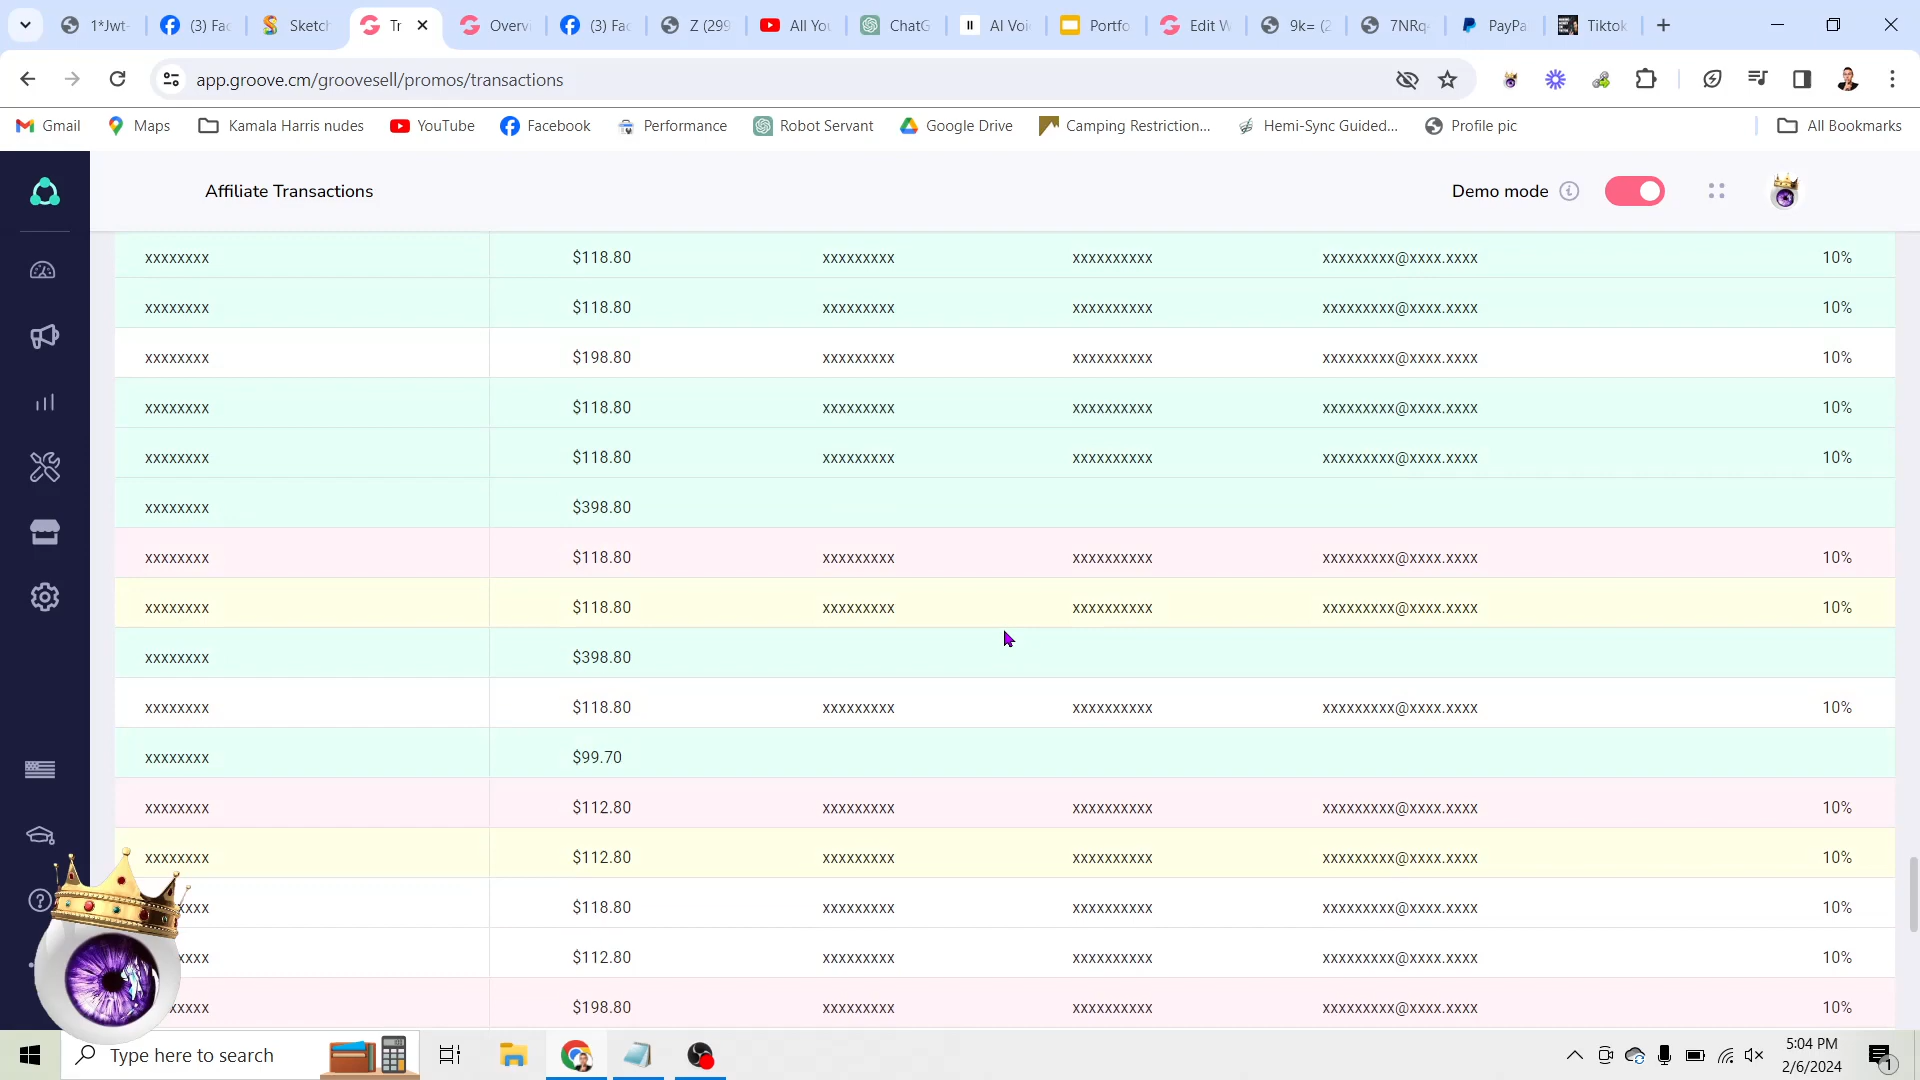 1*Jwt-
(3) Fac
Sketch
Tr
Overv
(3) Fac
Z (299
All You
ChatG
AI Voi
Portfo
Edit W
9k= (2
7NRq
PayPa
Tiktok
app.groove.cm/groovesell/promos/transactions
Gmail
Maps
Kamala Harris nudes
YouTube
Facebook
Performance
Robot Servant
Google Drive
Camping Restriction...
Hemi-Sync Guided...
Profile pic
All Bookmarks
Affiliate Transactions
Demo mode
xxxxxxxx $118.80 xxxxxxxxx xxxxxxxxxx xxxxxxxxx@xxxx.xxxx 10%
xxxxxxxx $118.80 xxxxxxxxx xxxxxxxxxx xxxxxxxxx@xxxx.xxxx 10%
xxxxxxxx $198.80 xxxxxxxxx xxxxxxxxxx xxxxxxxxx@xxxx.xxxx 10%
xxxxxxxx $118.80 xxxxxxxxx xxxxxxxxxx xxxxxxxxx@xxxx.xxxx 10%
xxxxxxxx $118.80 xxxxxxxxx xxxxxxxxxx xxxxxxxxx@xxxx.xxxx 10%
xxxxxxxx $398.80
xxxxxxxx $118.80 xxxxxxxxx xxxxxxxxxx xxxxxxxxx@xxxx.xxxx 10%
xxxxxxxx $118.80 xxxxxxxxx xxxxxxxxxx xxxxxxxxx@xxxx.xxxx 10%
xxxxxxxx $398.80
xxxxxxxx $118.80 xxxxxxxxx xxxxxxxxxx xxxxxxxxx@xxxx.xxxx 10%
xxxxxxxx $99.70
xxxxxxxx $112.80 xxxxxxxxx xxxxxxxxxx xxxxxxxxx@xxxx.xxxx 10%
xxxxxxxx $112.80 xxxxxxxxx xxxxxxxxxx xxxxxxxxx@xxxx.xxxx 10%
xxxx $118.80 xxxxxxxxx xxxxxxxxxx xxxxxxxxx@xxxx.xxxx 10%
xxxx $112.80 xxxxxxxxx xxxxxxxxxx xxxxxxxxx@xxxx.xxxx 10%
xxxx $198.80 xxxxxxxxx xxxxxxxxxx xxxxxxxxx@xxxx.xxxx 10%
Type here to search
5:04 PM
2/6/2024
1